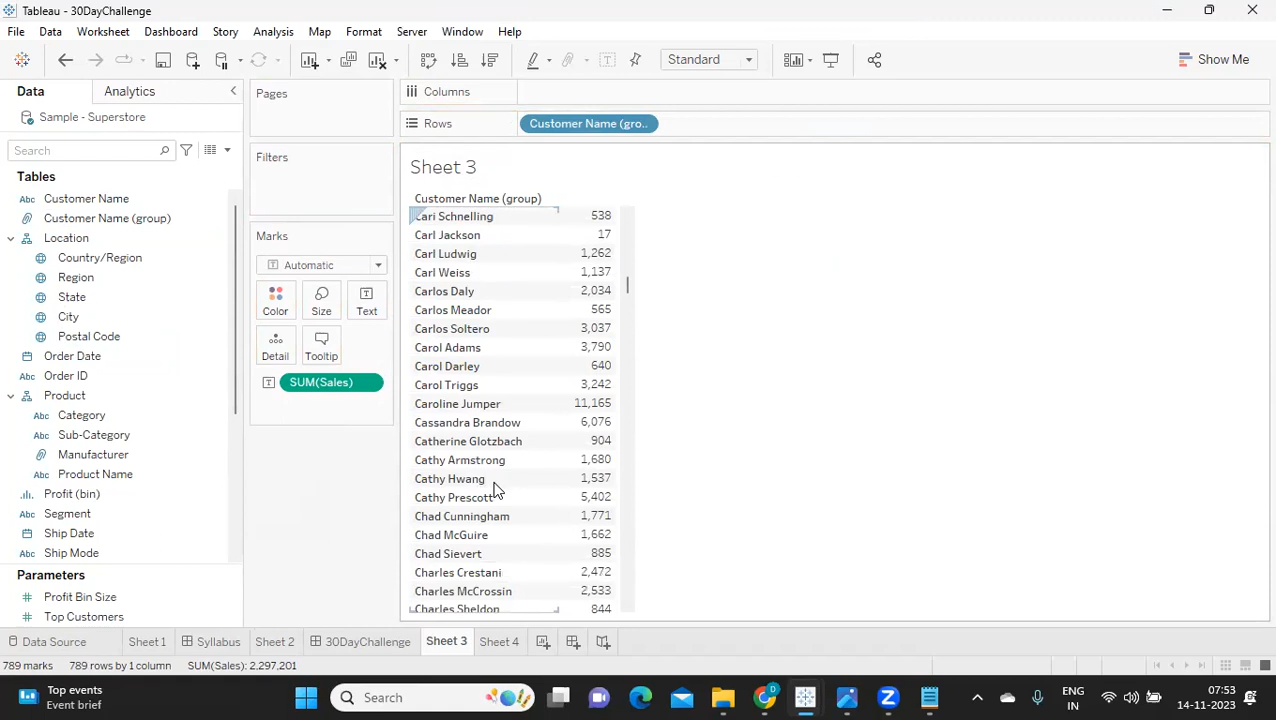 Tableau - 30DayChallenge
File Data Worksheet Dashboard Story Analysis Map Format Server Window Help
Standard
Show Me
Data Analytics
Sample - Superstore
Search
Tables
Abc Customer Name
Customer Name (group)
Location
Country/Region
Region
State
City
Postal Code
Order Date
Abc Order ID
Product
Abc Category
Abc Sub-Category
Manufacturer
Abc Product Name
Profit (bin)
Abc Segment
Ship Date
Abc Ship Mode
Parameters
# Profit Bin Size
# Top Customers
Pages
Filters
Marks
Automatic
Color Size Text
Detail Tooltip
SUM(Sales)
Columns
Rows
Customer Name (gro..
Sheet 3
Customer Name (group)
Cari Schnelling 538
Carl Jackson 17
Carl Ludwig 1,262
Carl Weiss 1,137
Carlos Daly 2,034
Carlos Meador 565
Carlos Soltero 3,037
Carol Adams 3,790
Carol Darley 640
Carol Triggs 3,242
Caroline Jumper 11,165
Cassandra Brandow 6,076
Catherine Glotzbach 904
Cathy Armstrong 1,680
Cathy Hwang 1,537
Cathy Prescott 5,402
Chad Cunningham 1,771
Chad McGuire 1,662
Chad Sievert 885
Charles Crestani 2,472
Charles McCrossin 2,533
Charles Sheldon 844
Data Source Sheet 1 Syllabus Sheet 2 30DayChallenge Sheet 3 Sheet 4
789 marks 789 rows by 1 column SUM(Sales): 2,297,201
Top events
Event brief
Search
ENG
IN
07:53
14-11-2023